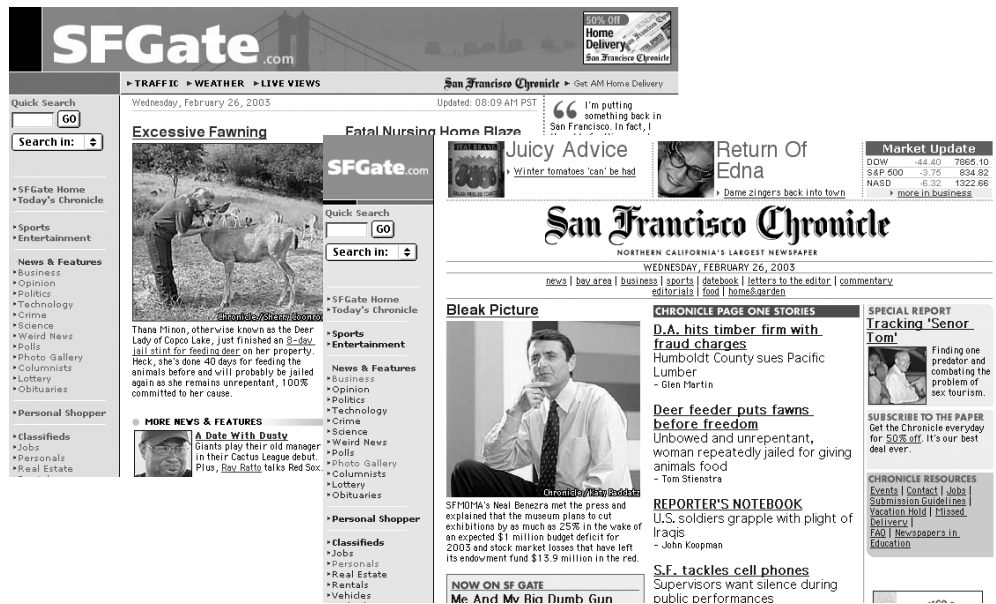 SFGate.com
50% Off
Home
Delivery
San Francisco Chronicle
TRAFFIC WEATHER LIVE VIEWS
San Francisco Chronicle Get AM Home Delivery
Quick Search
GO
Search in:
SFGate Home
Today's Chronicle
Sports
Entertainment
News & Features
Business
Opinion
Politics
Technology
Crime
Science
Weird News
Polls
Photo Gallery
Columnists
Lottery
Obituaries
Personal Shopper
Classifieds
Jobs
Personals
Real Estate
Wednesday, February 26, 2003
Updated: 08:09 AM PST
Excessive Fawning
Chronicle/Sherry
Thana Minon, otherwise known as the Deer
Lady of Copco Lake, just finished an 8-day
jail stint for feeding deer on her property.
Heck, she's done 40 days for feeding the
animals before and will probably be jailed
again as she remains unrepentant, 100%
committed to her cause.
MORE NEWS & FEATURES
A Date With Dusty
Giants play their old manager
in their Cactus League debut.
Plus, Ray Ratto talks Red Sox.
Fatal Nursing Home Blaze
I'm putting
something back in
San Francisco. In fact, I
SFGate.com
Quick Search
GO
Search in:
SFGate Home
Today's Chronicle
Sports
Entertainment
News & Features
Business
Opinion
Politics
Technology
Crime
Science
Weird News
Polls
Photo Gallery
Columnists
Lottery
Obituaries
Personal Shopper
Classifieds
Jobs
Personals
Real Estate
Rentals
Vehicles
Juicy Advice
Winter tomatoes 'can' be had
Return Of
Edna
Dame zingers back into town
Market Update
DOW -44.40 7865.10
S&P 500 -3.75 834.82
NASD -6.32 1322.66
more in business
San Francisco Chronicle
NORTHERN CALIFORNIA'S LARGEST NEWSPAPER
WEDNESDAY, FEBRUARY 26, 2003
news | bay area | business | sports | datebook | letters to the editor | commentary
editorials | food | home&garden
Bleak Picture
Chronicle/Katy Raddatz
SFMOMA's Neal Benezra met the press and
explained that the museum plans to cut
exhibitions by as much as 25% in the wake of
an expected $1 million budget deficit for
2003 and stock market losses that have left
its endowment fund $13.9 million in the red.
NOW ON SF GATE
Me And My Big Dumb Gun
CHRONICLE PAGE ONE STORIES
D.A. hits timber firm with
fraud charges
Humboldt County sues Pacific
Lumber
- Glen Martin
Deer feeder puts fawns
before freedom
Unbowed and unrepentant,
woman repeatedly jailed for giving
animals food
- Tom Stienstra
REPORTER'S NOTEBOOK
U.S. soldiers grapple with plight of
Iraqis
- John Koopman
S.F. tackles cell phones
Supervisors want silence during
public performances
SPECIAL REPORT
Tracking 'Senor
Tom'
Finding one
predator and
combating the
problem of
sex tourism.
SUBSCRIBE TO THE PAPER
Get the Chronicle everyday
for 50% off. It's our best
deal ever.
CHRONICLE RESOURCES
Events | Contact | Jobs |
Submission Guidelines |
Vacation Hold | Missed
Delivery |
FAQ | Newspapers in
Education